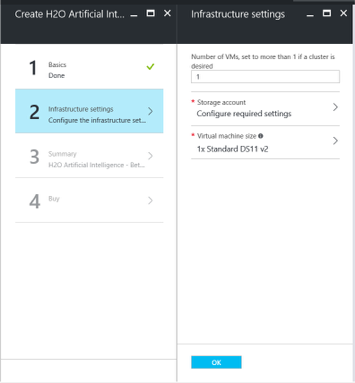 Create H2O Artificial Int...
1
Basics
Done
2
Infrastructure settings
Configure the infrastructure set...
3
Summary
H2O Artificial Intelligence - Bet...
4
Buy
Infrastructure settings
Number of VMs, set to more than 1 if a cluster is
desired
1
* Storage account
Configure required settings
* Virtual machine size
1x Standard DS11 v2
OK